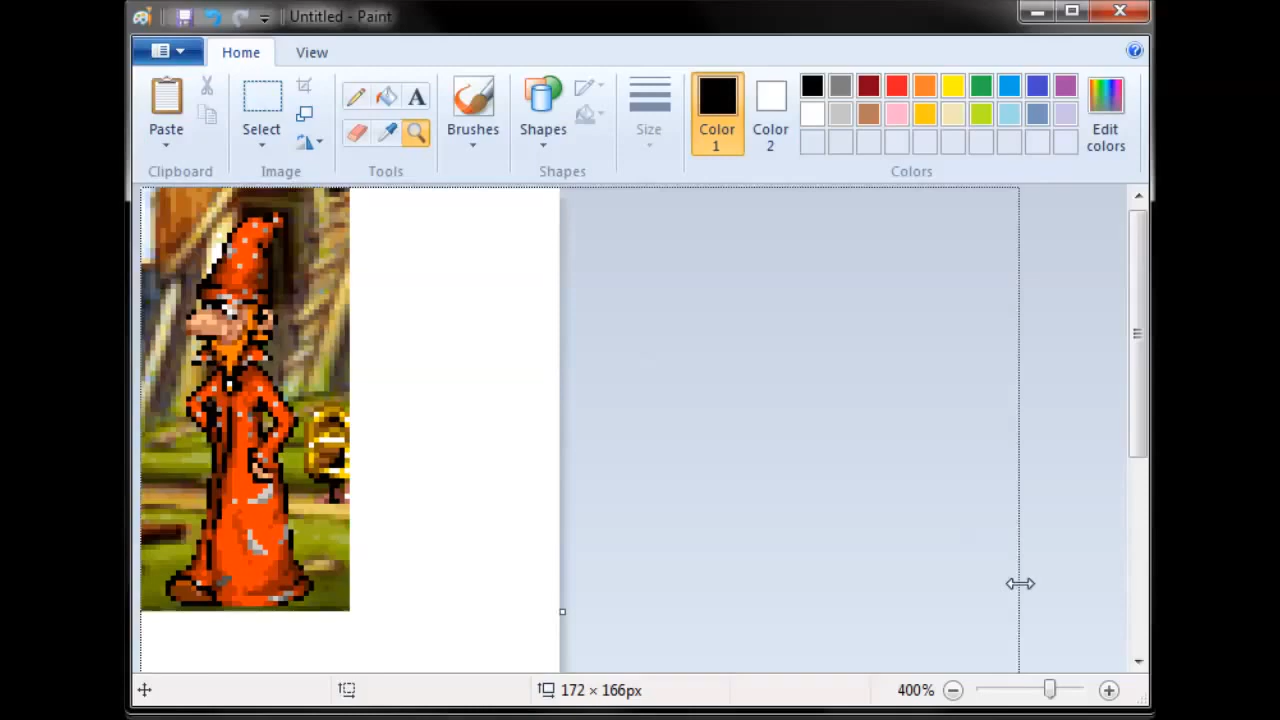 Untitled - Paint
Home View
Paste
Select
Brushes
Shapes
Size
Color 1
Color 2
Edit colors
Clipboard
Image
Tools
Shapes
Colors
172 × 166px
400%